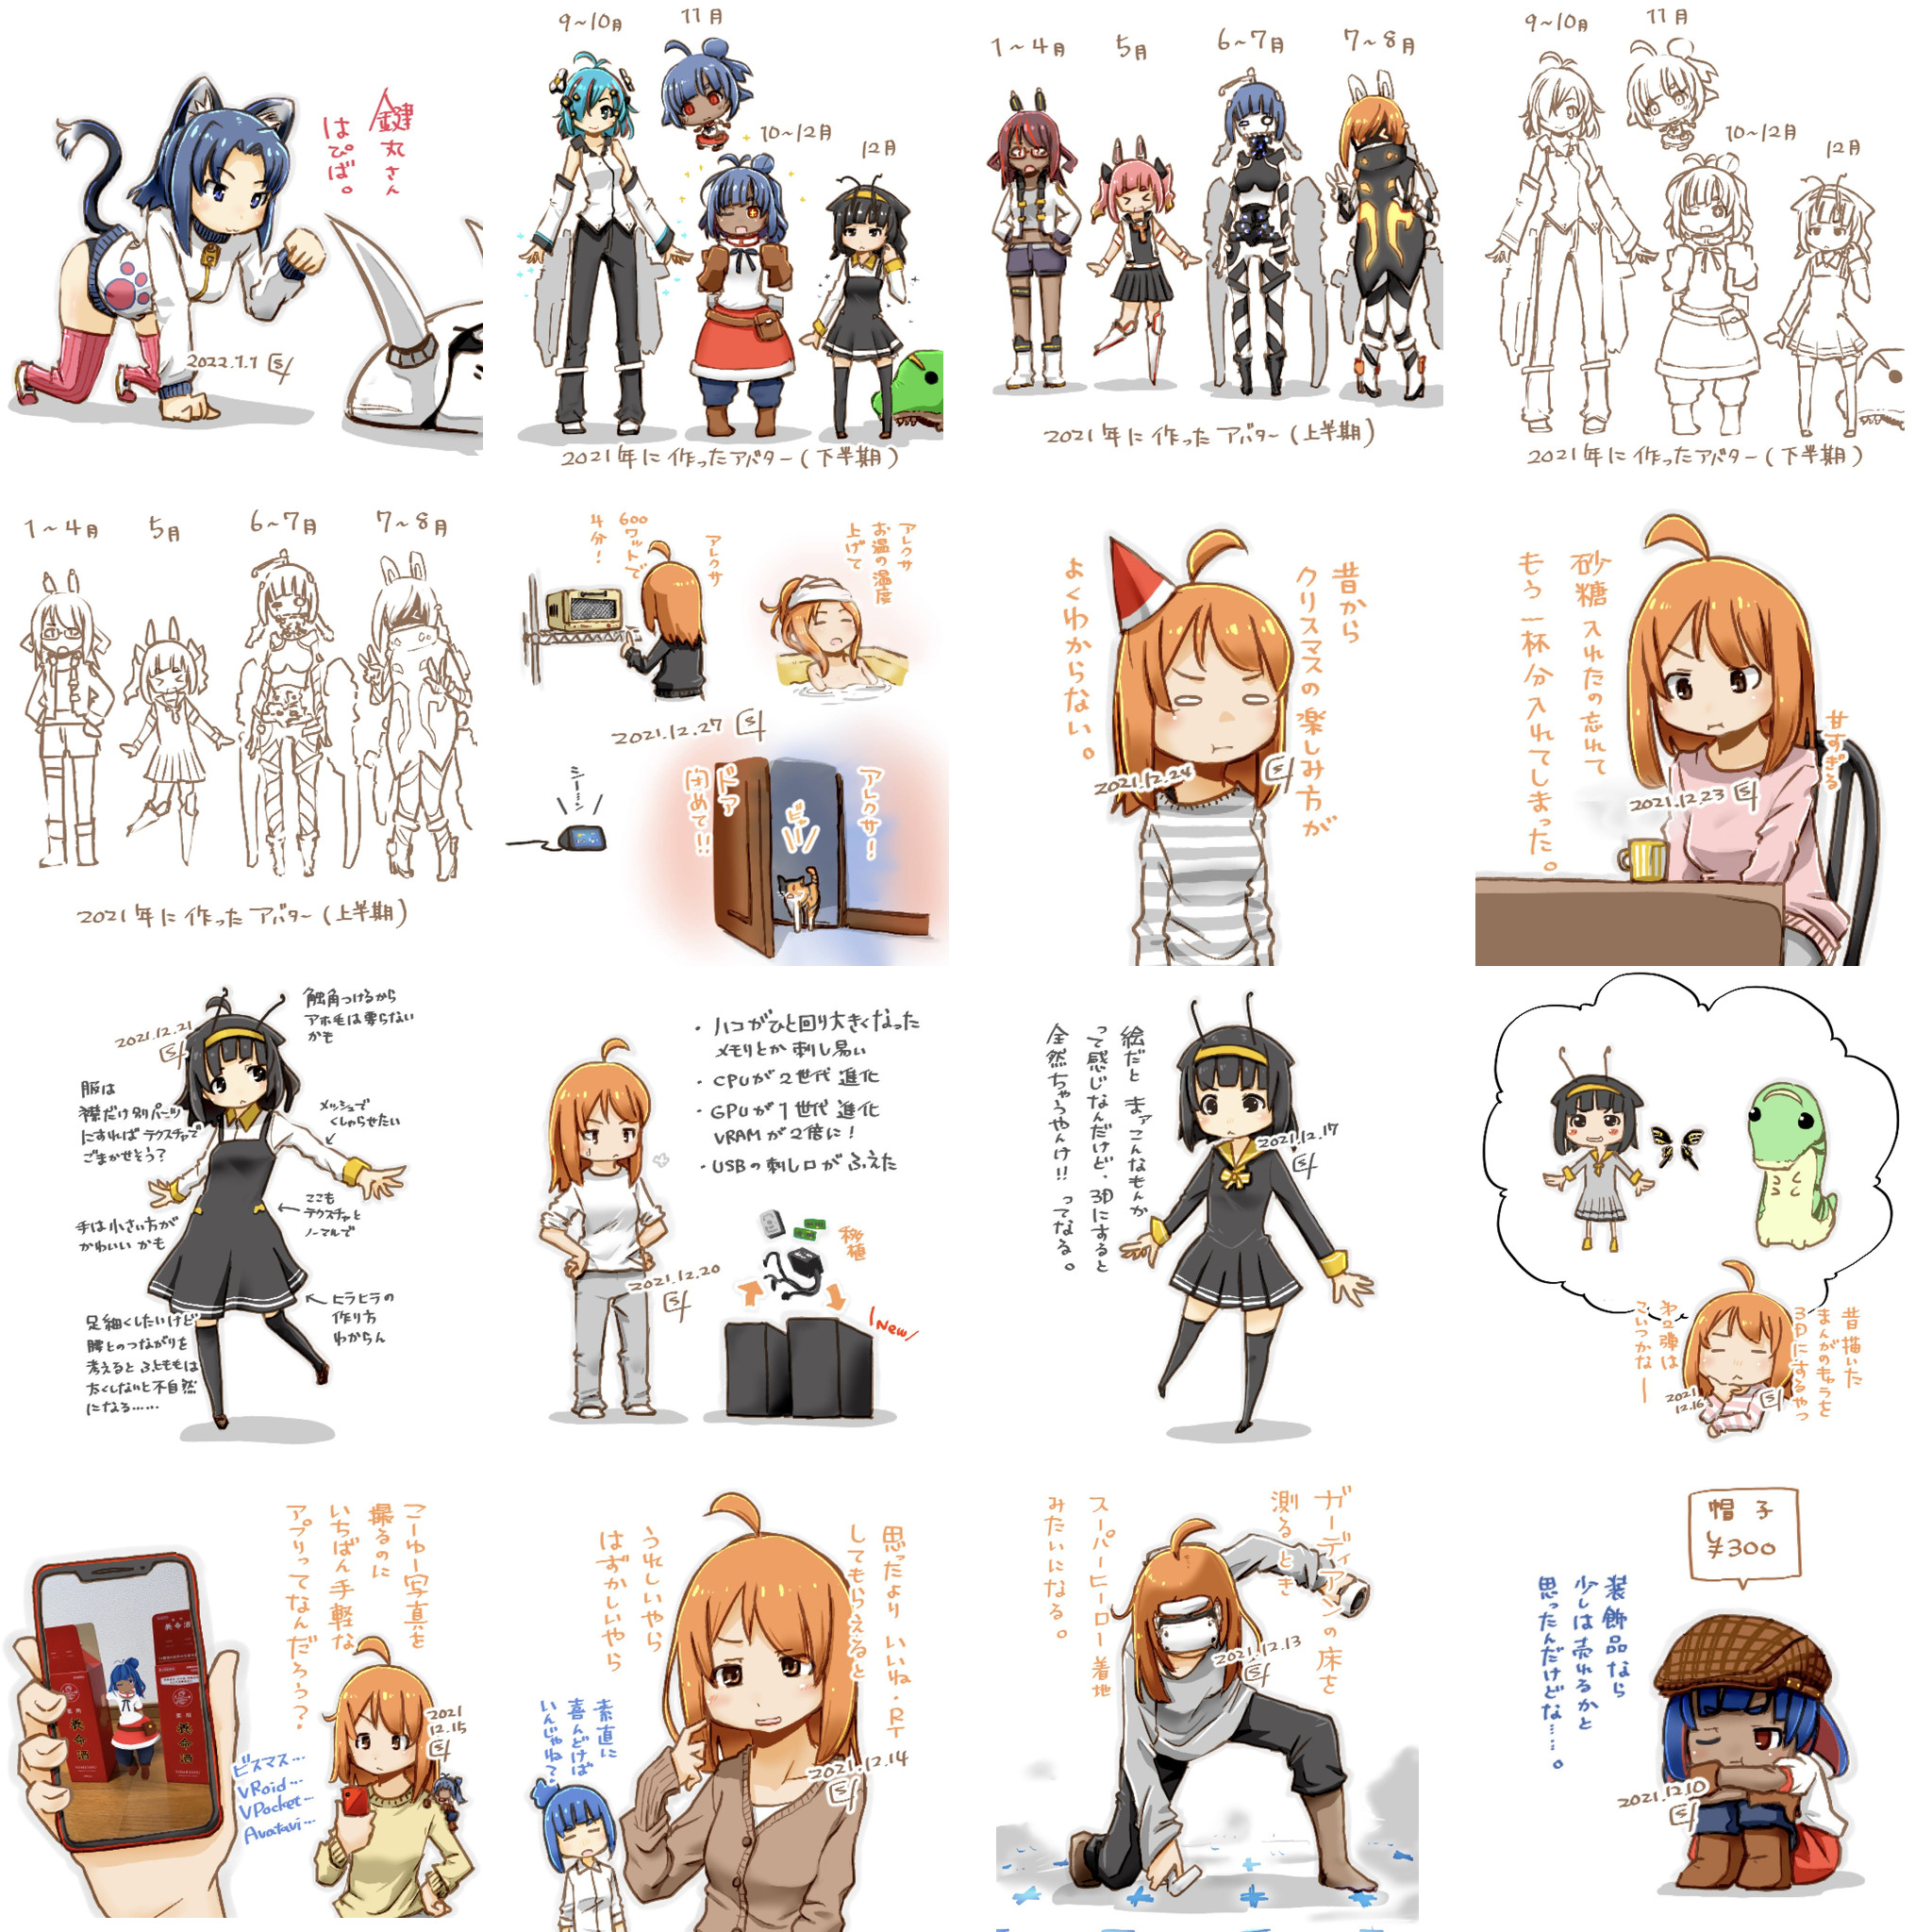 鍵丸さん
はぴば。
2022.1.1
9~10月
11月
10~12月
12月
2021年に作ったアバター(下半期)
1~4月
5月
6~7月
7~8月
2021年に作ったアバター(上半期)
9~10月
11月
10~12月
12月
2021年に作ったアバター(下半期)
1~4月
5月
6~7月
7~8月
2021年に作ったアバター(上半期)
アレクサ
600
ワットで
4分!
アレクサ
お温の温度
上げて
2021.12.27
シーーン
アレクサ!
ドア
閉めて!!
ピャ
昔から
クリスマスの楽しみ方が
よくわからない。
2021.12.24
砂糖入れたの忘れて
もう一杯分入れてしまった。
甘すぎる
2021.12.23
2021.12.21
触角つけるから
アホ毛は要らない
かも
服は
襟だけ別パーツ
にすれば テクスチャで
ごまかせそう?
メッシュで
くしゃらせたい
手は小さい方が
かわいい かも
ここも
テクスチャと
ノーマルで
ヒラヒラの
作り方
わからん
足細くしたいけど
腰とのつながりを
考えると ふとももは
太くしないと不自然
になる……
・ハコがひと回り大きくなった
メモリとか 刺し易い
・CPUが2世代 進化
・GPUが1世代 進化
VRAMが2倍に!
・USBの刺し口がふえた
2021.12.20
移植
New
絵だと まァこんなもんか
って感じなんだけど、3Dにすると
全然ちゃうやんけ!! ってなる。
2021.12.17
昔描いた
まんがのキャラを
3Dにするやつ
第2弾は
こいつかなー
2021
12.16
こーゆー写真を
撮るのに
いちばん手軽な
アプリってなんだろう?
2021
12.15
ビスマス…
VRoid…
VPocket…
Avatavi…
養命酒
養命酒
養命酒
思ったより いいね・RT
してもらえると
うれしいやら
はずかしいやら
2021.12.14
素直に
喜んどけば
いんじゃね?
ガーディアンの床を
測るとき
スーパーヒーロー着地
みたいになる。
2021.12.13
帽子
¥300
装飾品なら
少しは売れるかと
思ったんだけどな……。
2021.12.10